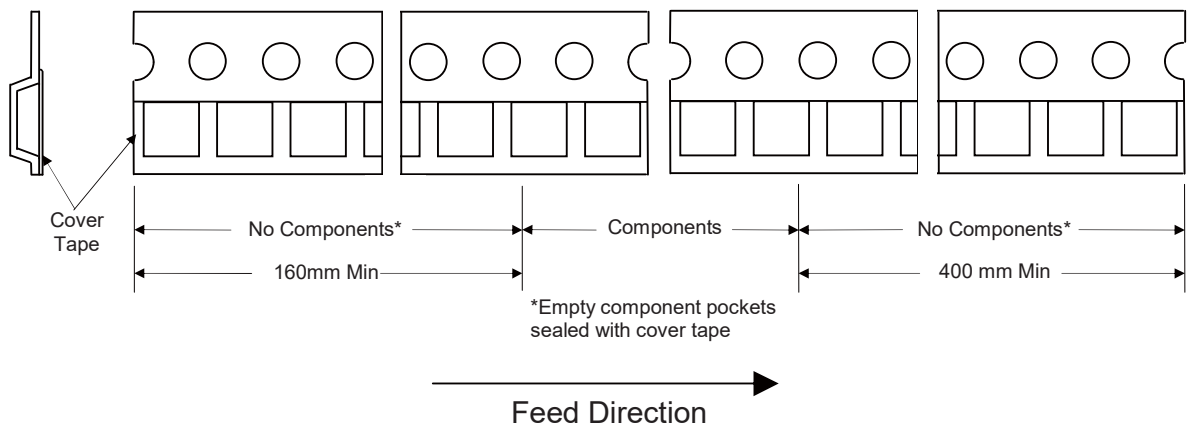 Cover
Tape
No Components*
Components
No Components*
160mm Min
400 mm Min
*Empty component pockets
sealed with cover tape
Feed Direction